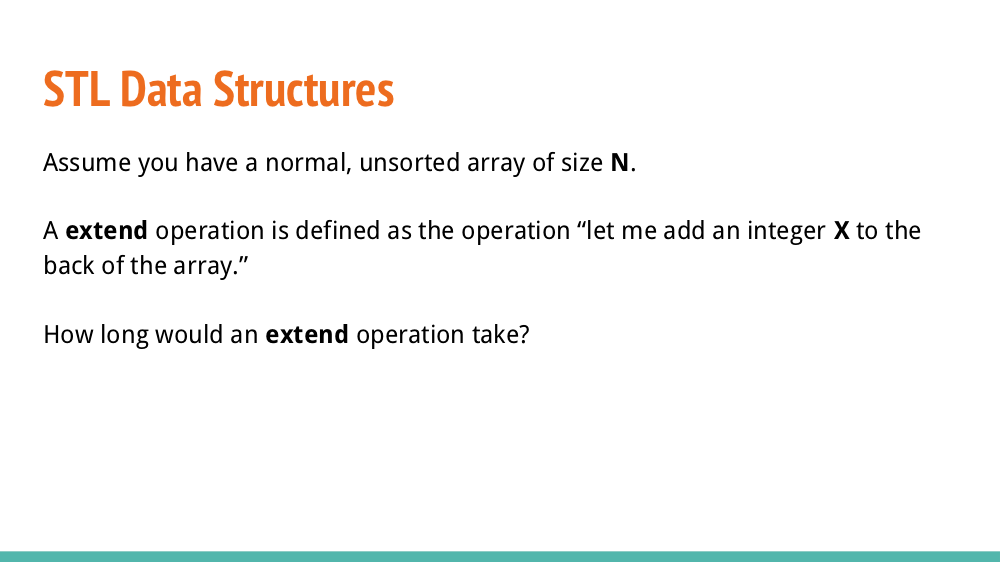 STL Data Structures
Assume you have a normal, unsorted array of size N.
A extend operation is defined as the operation “let me add an integer X to the
back of the array.”
How long would an extend operation take?